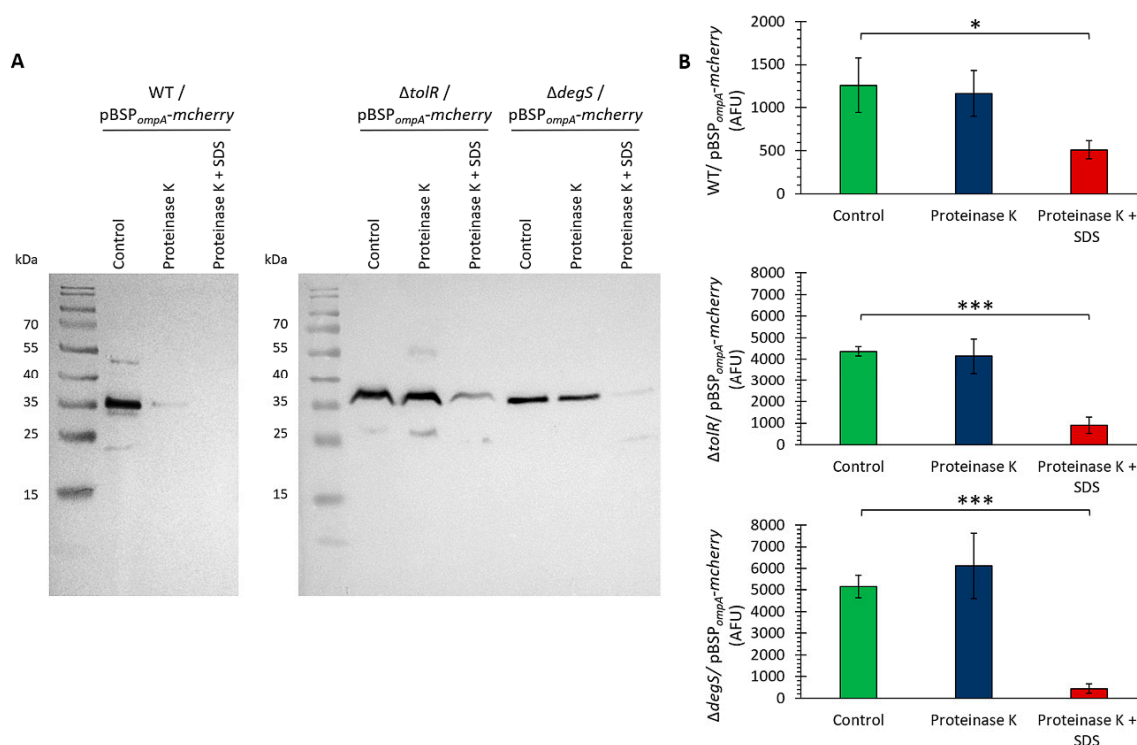 A
WT /
pBSPompA-mcherry
ΔtolR /
pBSPompA-mcherry
ΔdegS /
pBSPompA-mcherry
kDa
Control
Proteinase K
Proteinase K + SDS
kDa
Control
Proteinase K
Proteinase K + SDS
Control
Proteinase K
Proteinase K + SDS
70
55
40
35
25
15
70
55
40
35
25
15
B
WT/ pBSPompA-mcherry
(AFU)
2000
1500
1000
500
0
*
Control
Proteinase K
Proteinase K +
SDS
ΔtolR/ pBSPompA-mcherry
(AFU)
8000
7000
6000
5000
4000
3000
2000
1000
0
***
Control
Proteinase K
Proteinase K +
SDS
ΔdegS/ pBSPompA-mcherry
(AFU)
8000
7000
6000
5000
4000
3000
2000
1000
0
***
Control
Proteinase K
Proteinase K +
SDS